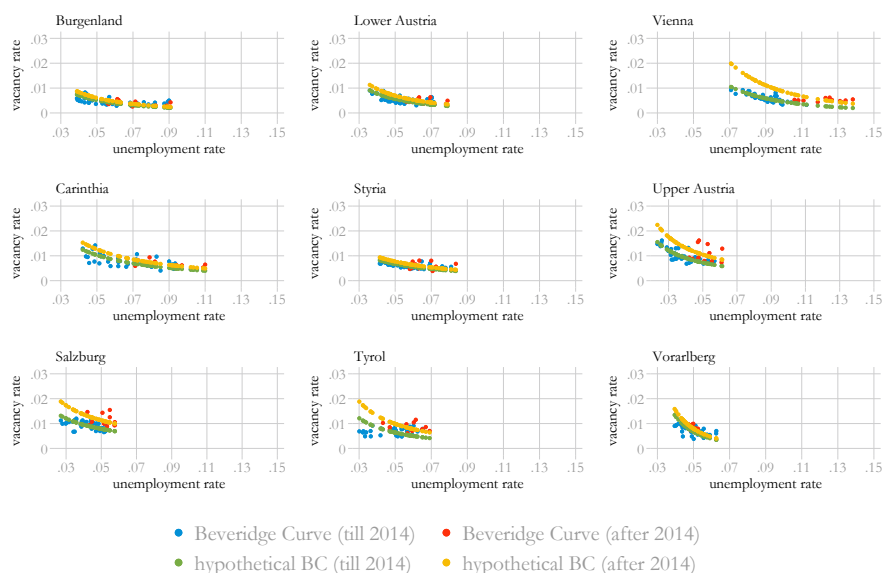 Burgenland
vacancy rate
.03
.02
.01
0
.03 .05 .07 .09 .11 .13 .15
unemployment rate
Lower Austria
vacancy rate
.03
.02
.01
0
.03 .05 .07 .09 .11 .13 .15
unemployment rate
Vienna
vacancy rate
.03
.02
.01
0
.03 .05 .07 .09 .11 .13 .15
unemployment rate
Carinthia
vacancy rate
.03
.02
.01
0
.03 .05 .07 .09 .11 .13 .15
unemployment rate
Styria
vacancy rate
.03
.02
.01
0
.03 .05 .07 .09 .11 .13 .15
unemployment rate
Upper Austria
vacancy rate
.03
.02
.01
0
.03 .05 .07 .09 .11 .13 .15
unemployment rate
Salzburg
vacancy rate
.03
.02
.01
0
.03 .05 .07 .09 .11 .13 .15
unemployment rate
Tyrol
vacancy rate
.03
.02
.01
0
.03 .05 .07 .09 .11 .13 .15
unemployment rate
Vorarlberg
vacancy rate
.03
.02
.01
0
.03 .05 .07 .09 .11 .13 .15
unemployment rate
Beveridge Curve (till 2014) Beveridge Curve (after 2014)
hypothetical BC (till 2014) hypothetical BC (after 2014)